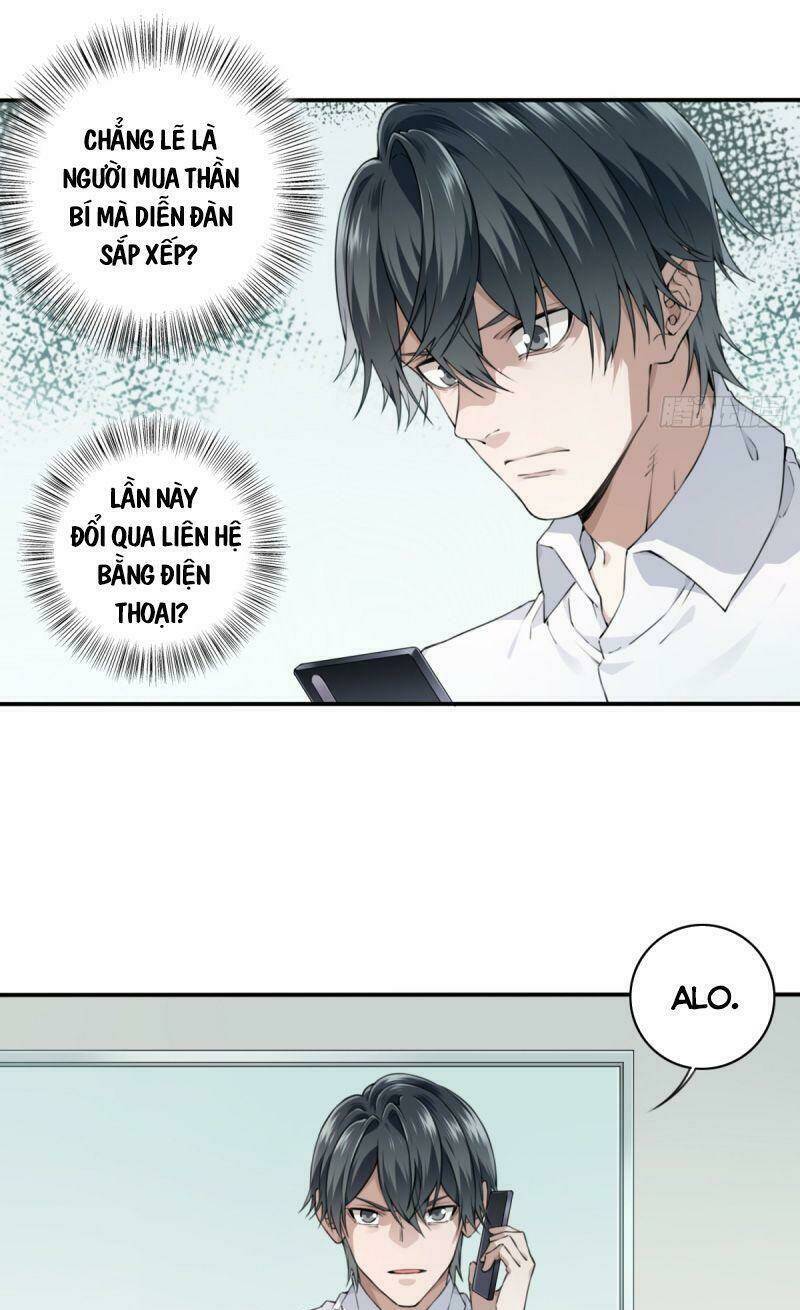 CHẲNG LẼ LÀ
NGƯỜI MUA THẦN
BÍ MÀ DIỄN ĐÀN
SẮP XẾP?
LẦN NÀY
ĐỔI QUA LIÊN HỆ
BẰNG ĐIỆN
THOẠI?
ALO.